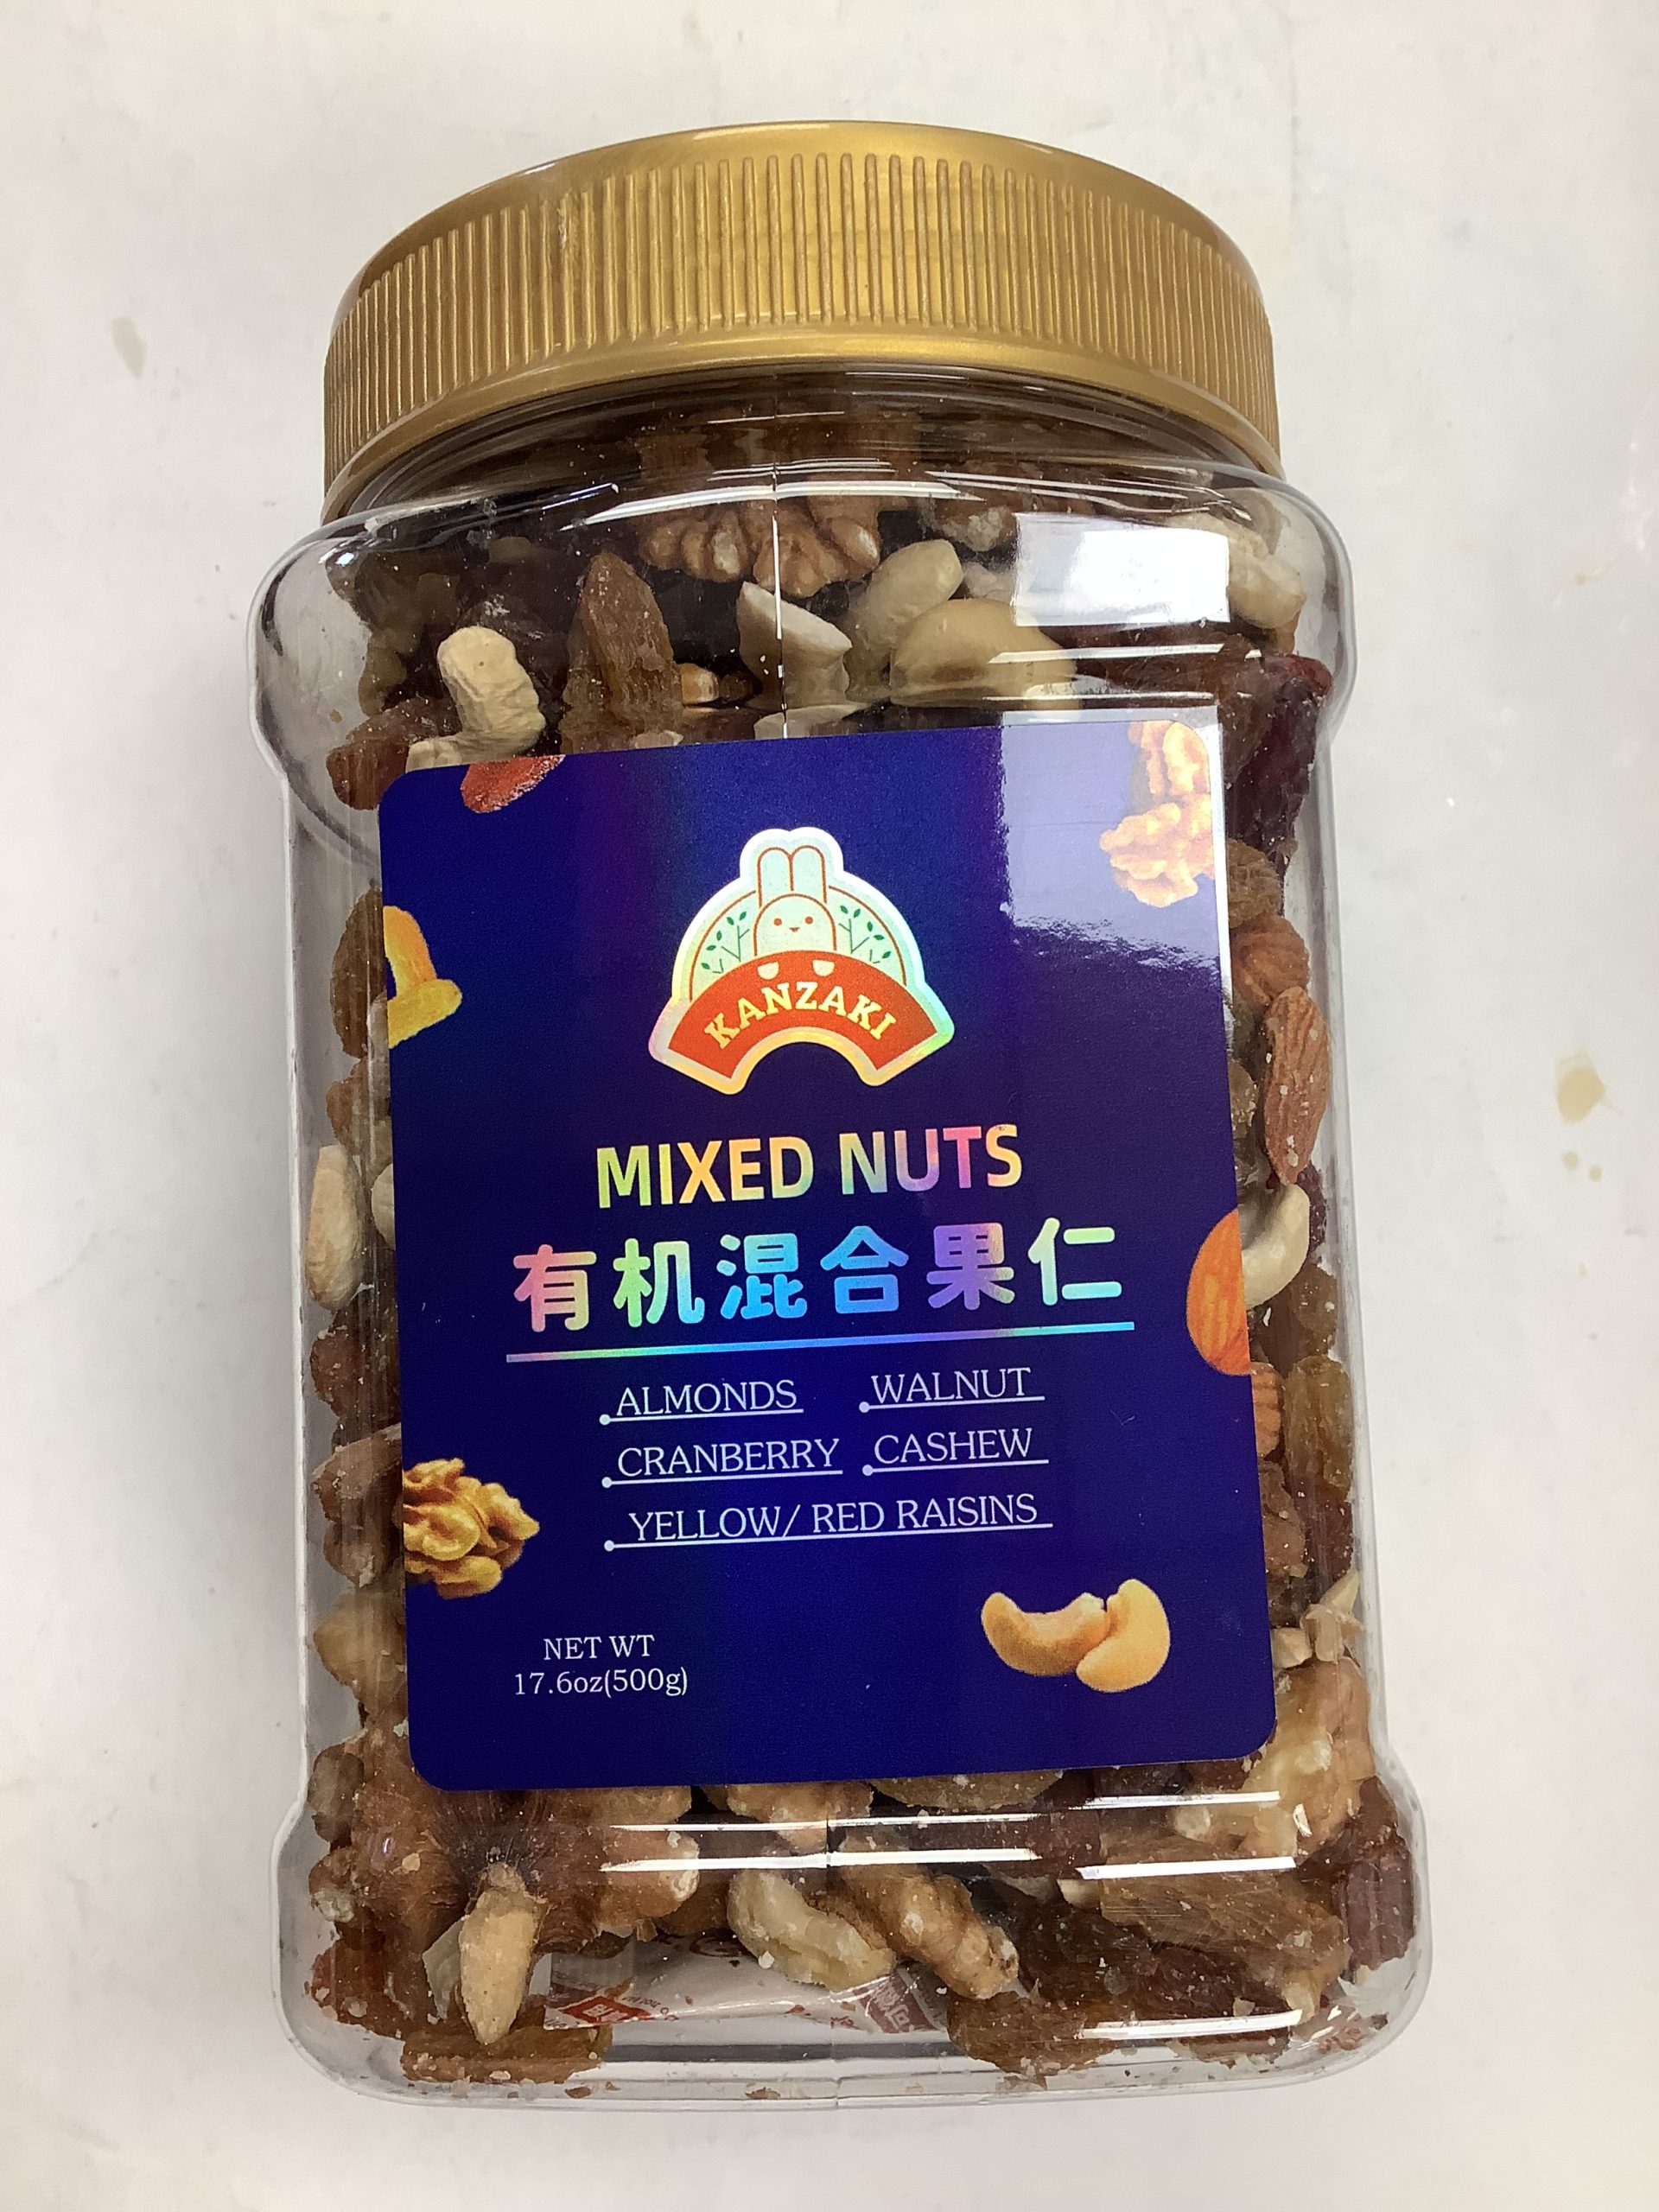 KANZAKI
MIXED NUTS
有机混合果仁
ALMONDS WALNUT
CRANBERRY CASHEW
YELLOW/ RED RAISINS
NET WT
17.6oz(500g)